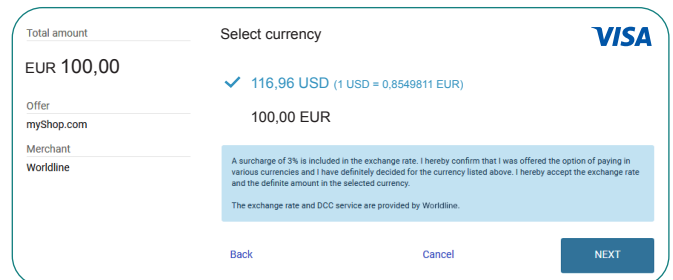 Total amount
EUR 100,00
Offer
myShop.com
Merchant
Worldline
Select currency
VISA
116,96 USD (1 USD = 0,8549811 EUR)
100,00 EUR
A surcharge of 3% is included in the exchange rate. I hereby confirm that I was offered the option of paying in
various currencies and I have definitely decided for the currency listed above. I hereby accept the exchange rate
and the definite amount in the selected currency.
The exchange rate and DCC service are provided by Worldline.
Back
Cancel
NEXT